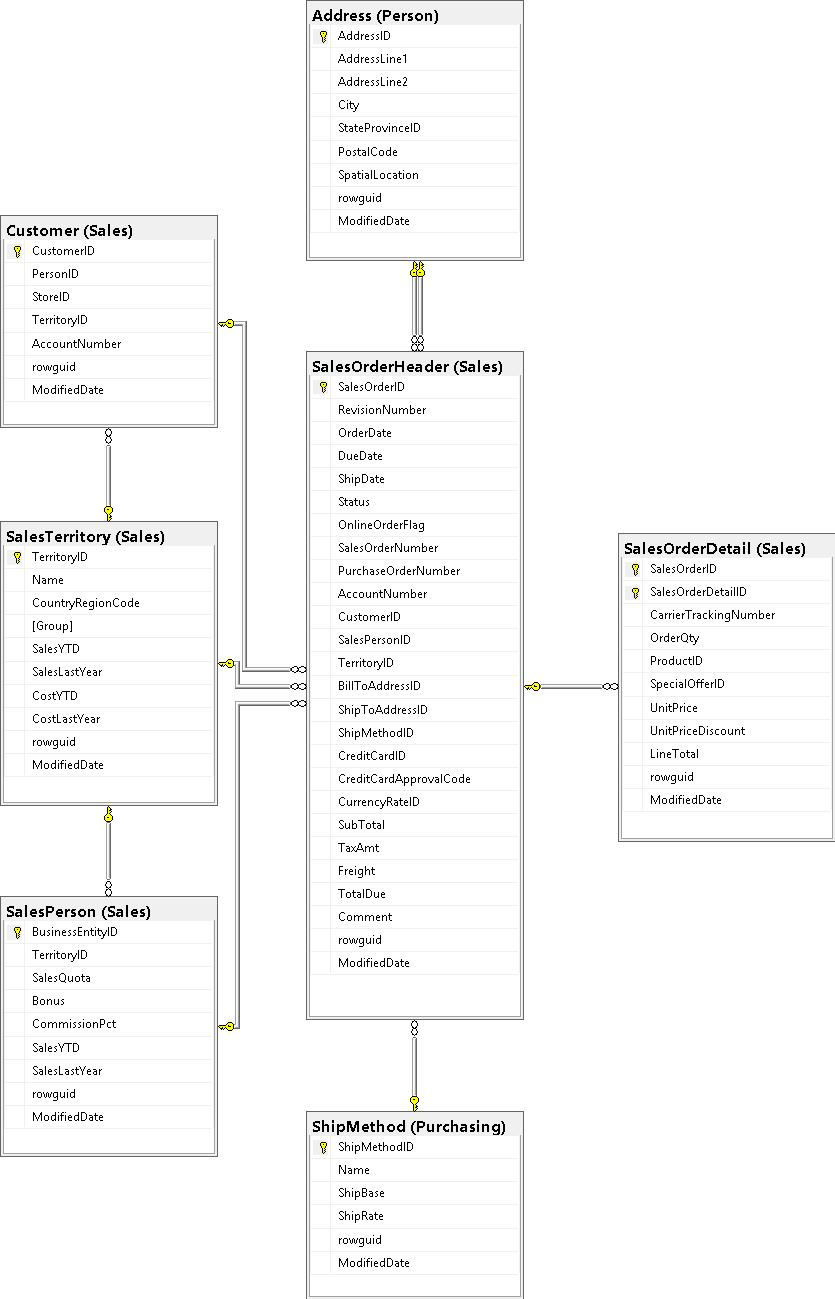 Address (Person)
AddressID
AddressLine1
AddressLine2
City
StateProvinceID
PostalCode
SpatialLocation
rowguid
ModifiedDate
Customer (Sales)
CustomerID
PersonID
StoreID
TerritoryID
AccountNumber
rowguid
ModifiedDate
SalesTerritory (Sales)
TerritoryID
Name
CountryRegionCode
[Group]
SalesYTD
SalesLastYear
CostYTD
CostLastYear
rowguid
ModifiedDate
SalesPerson (Sales)
BusinessEntityID
TerritoryID
SalesQuota
Bonus
CommissionPct
SalesYTD
SalesLastYear
rowguid
ModifiedDate
SalesOrderHeader (Sales)
SalesOrderID
RevisionNumber
OrderDate
DueDate
ShipDate
Status
OnlineOrderFlag
SalesOrderNumber
PurchaseOrderNumber
AccountNumber
CustomerID
SalesPersonID
TerritoryID
BillToAddressID
ShipToAddressID
ShipMethodID
CreditCardID
CreditCardApprovalCode
CurrencyRateID
SubTotal
TaxAmt
Freight
TotalDue
Comment
rowguid
ModifiedDate
SalesOrderDetail (Sales)
SalesOrderID
SalesOrderDetailID
CarrierTrackingNumber
OrderQty
ProductID
SpecialOfferID
UnitPrice
UnitPriceDiscount
LineTotal
rowguid
ModifiedDate
ShipMethod (Purchasing)
ShipMethodID
Name
ShipBase
ShipRate
rowguid
ModifiedDate